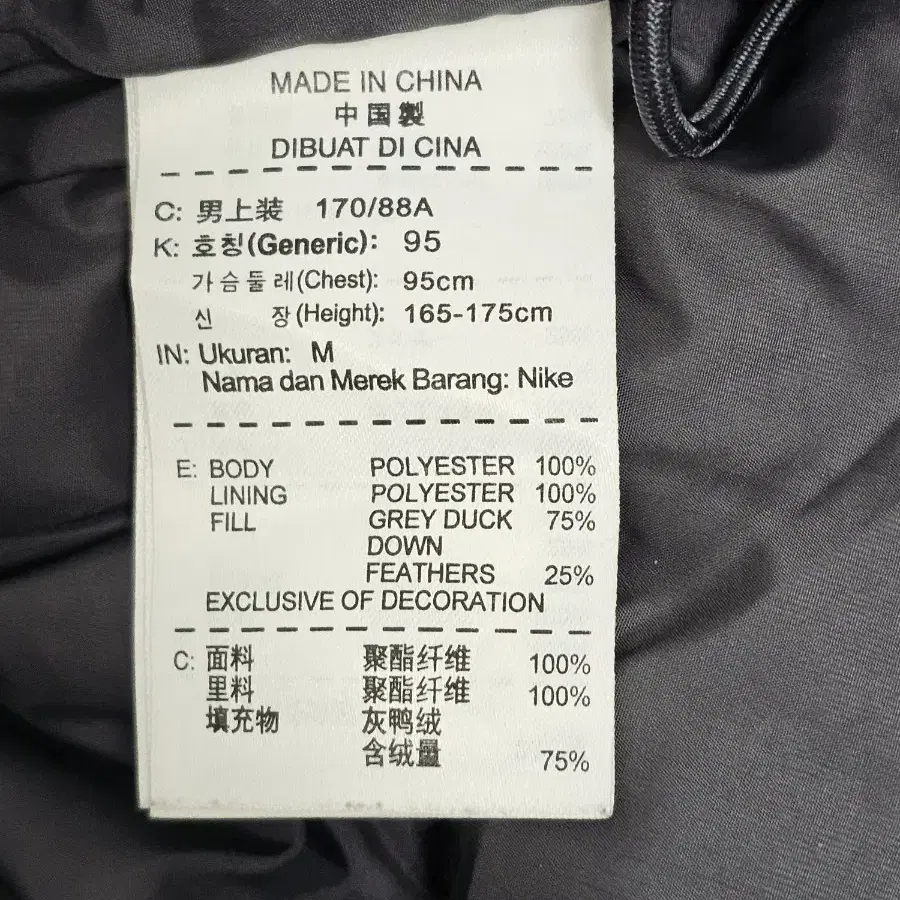 MADE IN CHINA
中国製
DIBUAT DI CINA
C: 男上装 170/88A
K: 호칭(Generic): 95
가슴둘레(Chest): 95cm
신 장(Height): 165-175cm
IN: Ukuran: M
Nama dan Merek Barang: Nike
E: BODY POLYESTER 100%
LINING POLYESTER 100%
FILL GREY DUCK 75%
DOWN
FEATHERS 25%
EXCLUSIVE OF DECORATION
C: 面料 聚酯纤维 100%
里料 聚酯纤维 100%
填充物 灰鸭绒
含绒量 75%